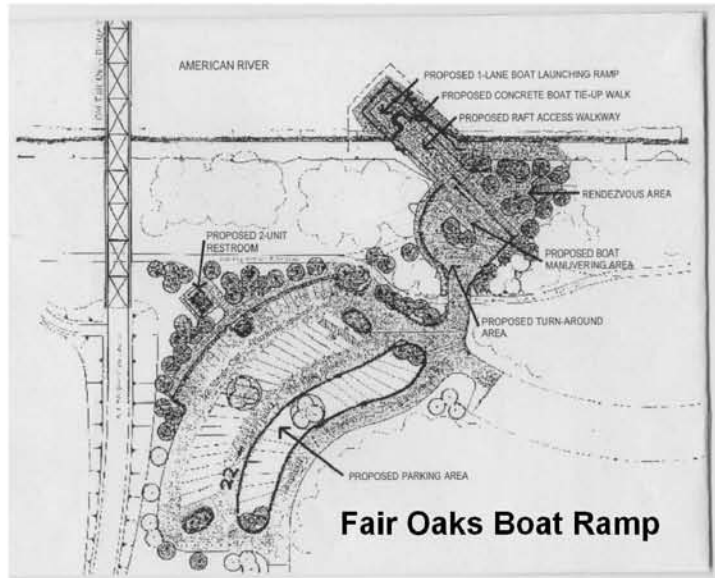 AMERICAN RIVER
PROPOSED 1-LANE BOAT LAUNCHING RAMP
PROPOSED CONCRETE BOAT TIE-UP WALK
PROPOSED RAFT ACCESS WALKWAY
RENDEZVOUS AREA
PROPOSED 2-UNIT
RESTROOM
PROPOSED BOAT
MANUVERING AREA
PROPOSED TURN-AROUND
AREA
22
PROPOSED PARKING AREA
Fair Oaks Boat Ramp